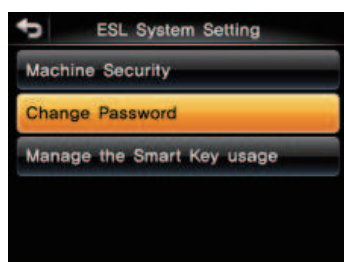 ESL System Setting
Machine Security
Change Password
Manage the Smart Key usage